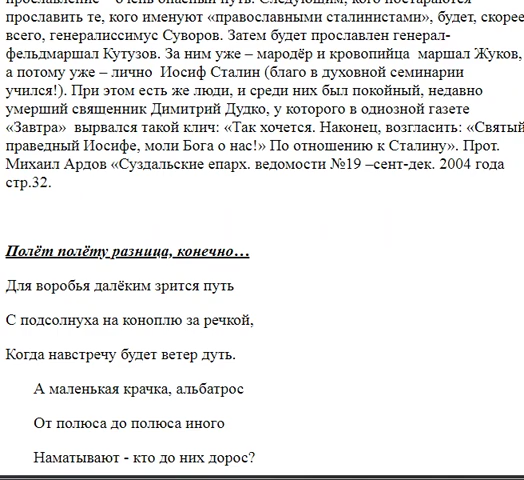 прославление – очень опасный путь. Следующим, кого постараются
прославить те, кого именуют «православными сталинистами», будет, скорее
всего, генералиссимус Суворов. Затем будет прославлен генерал-
фельдмаршал Кутузов. За ним уже – мародёр и кровопийца маршал Жуков,
а потому уже – лично Иосиф Сталин (благо в духовной семинарии
учился!). При этом есть же люди, и среди них был покойный, недавно
умерший священник Димитрий Дудко, у которого в одиозной газете
«Завтра» вырвался такой клич: «Так хочется. Наконец, возгласить: «Святый
праведный Иосифе, моли Бога о нас!» По отношению к Сталину». Прот.
Михаил Ардов «Суздальские епарх. ведомости №19 –сент-дек. 2004 года
стр.32.
Полёт полёту разница, конечно…
Для воробья далёким зрится путь
С подсолнуха на коноплю за речкой,
Когда навстречу будет ветер дуть.
А маленькая крачка, альбатрос
От полюса до полюса иного
Наматывают - кто до них дорос?